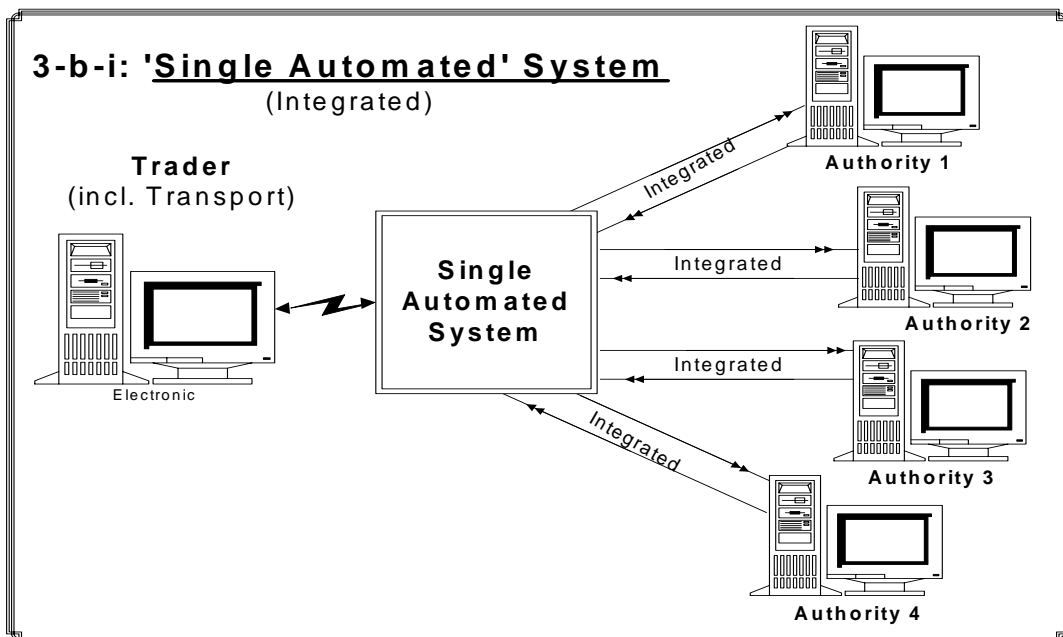 3-b-i: 'Single Automated' System
(Integrated)
Trader
(incl. Transport)
Electronic
Single
Automated
System
Integrated
Authority 1
Integrated
Authority 2
Integrated
Authority 3
Integrated
Authority 4